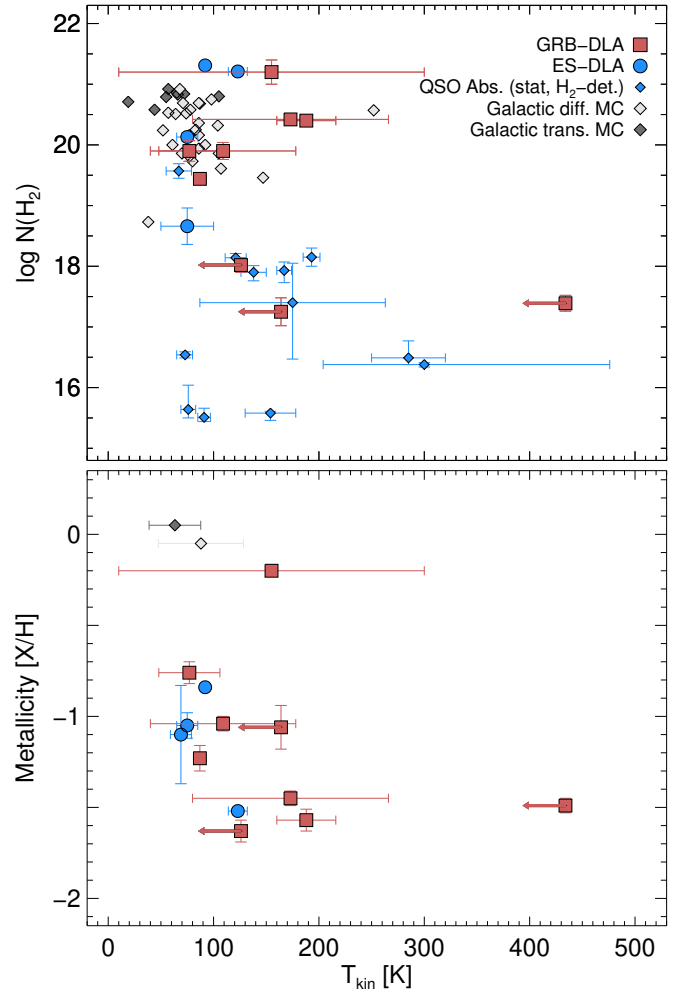 22
20
18
16
log N(H2)
GRB−DLA
ES−DLA
QSO Abs. (stat, H2−det.)
Galactic diff. MC
Galactic trans. MC
0
−1
−2
Metallicity [X/H]
0 100 200 300 400 500
Tkin [K]